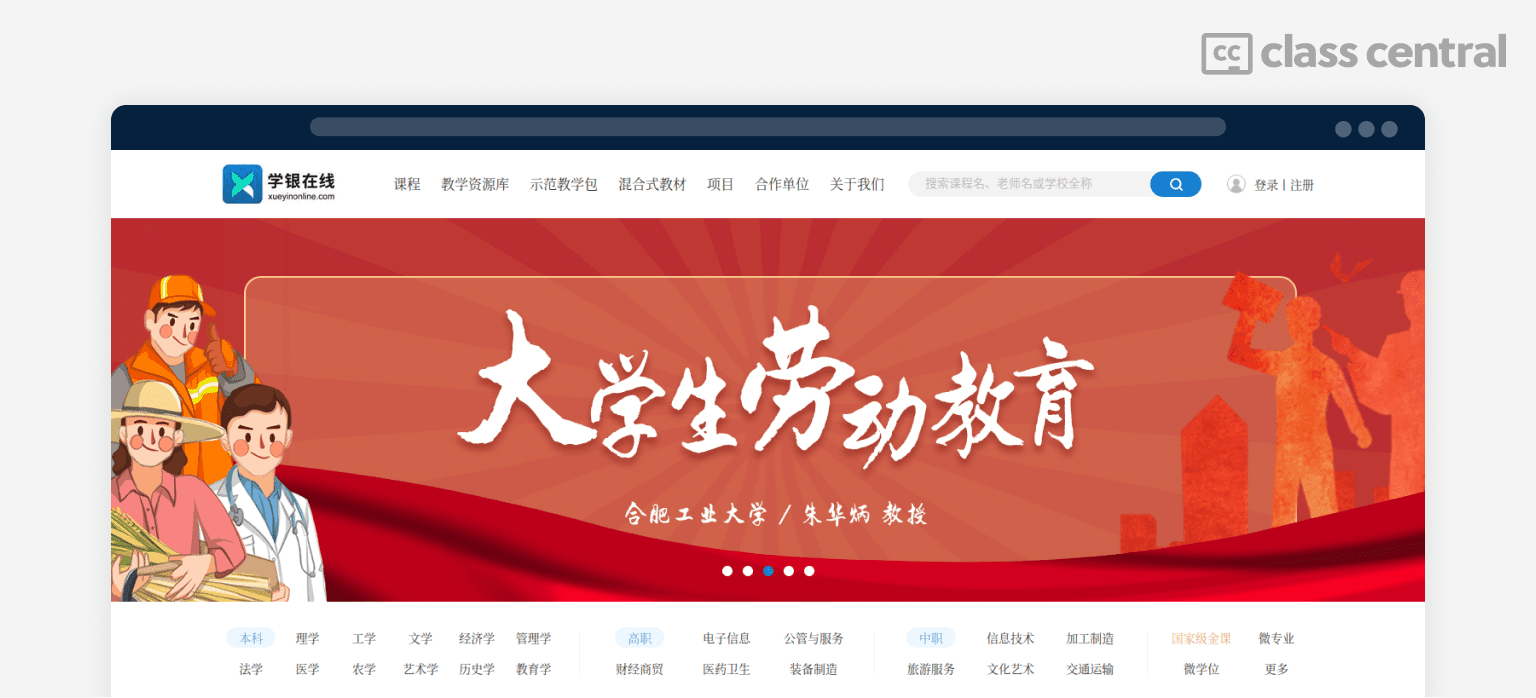 cc class central
学银在线
xueyinonline.com
课程 教学资源库 示范教学包 混合式教材 项目 合作单位 关于我们 搜索课程名、老师名或学校全称 登录 | 注册
大学生劳动教育
合肥工业大学 / 朱华炳 教授
本科 理学 工学 文学 经济学 管理学 高职 电子信息 公管与服务 中职 信息技术 加工制造 国家级金课 微专业
法学 医学 农学 艺术学 历史学 教育学 财经商贸 医药卫生 装备制造 旅游服务 文化艺术 交通运输 微学位 更多